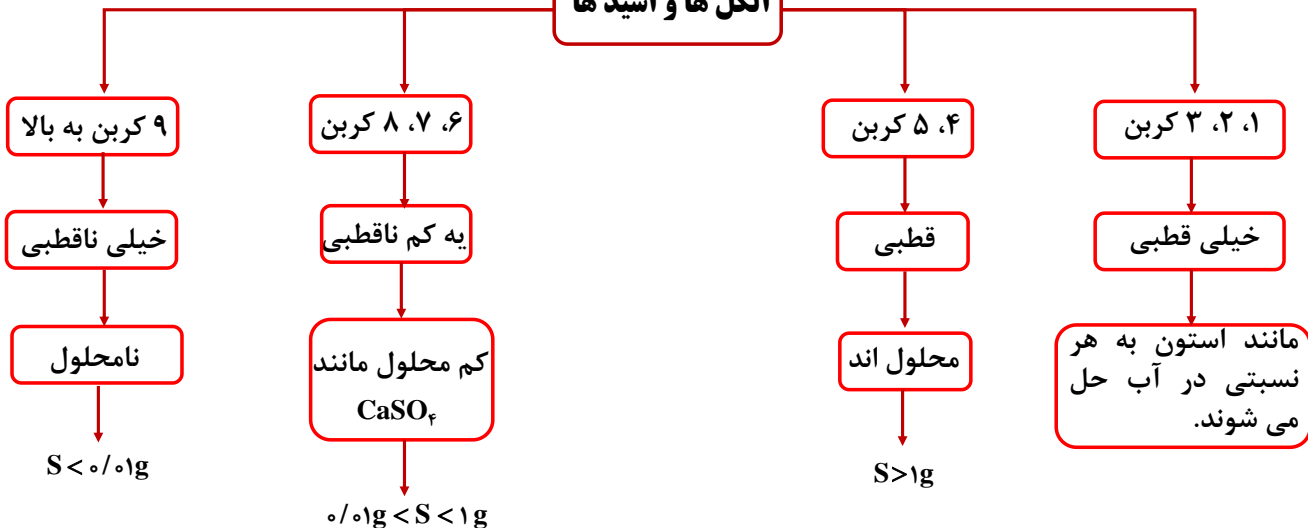 الکل ها و اسید ها
۱، ۲، ۳ کربن
خیلی قطبی
مانند استون به هر
نسبتی در آب حل
می شوند.
۴، ۵ کربن
قطبی
محلول اند
S>۱g
۶، ۷، ۸ کربن
یه کم ناقطبی
کم محلول مانند
CaSO₄
۰/۰۱g<S<۱g
۹ کربن به بالا
خیلی ناقطبی
نامحلول
S<۰/۰۱g